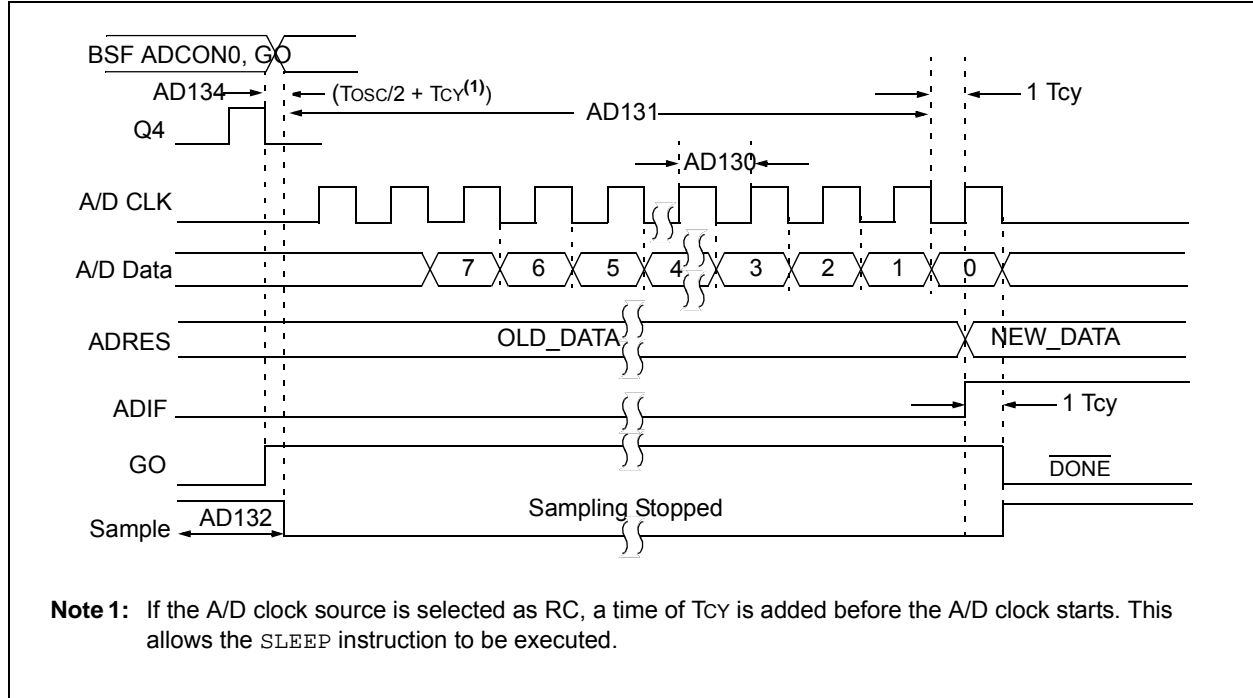 BSF ADCON0, GO
AD134 (TOSC/2 + TCY(1)) 1 Tcy
AD131
Q4
AD130
A/D CLK
A/D Data 7 6 5 4 3 2 1 0
ADRES OLD_DATA NEW_DATA
ADIF 1 Tcy
GO DONE
Sample AD132 Sampling Stopped
Note 1: If the A/D clock source is selected as RC, a time of TCY is added before the A/D clock starts. This
allows the SLEEP instruction to be executed.